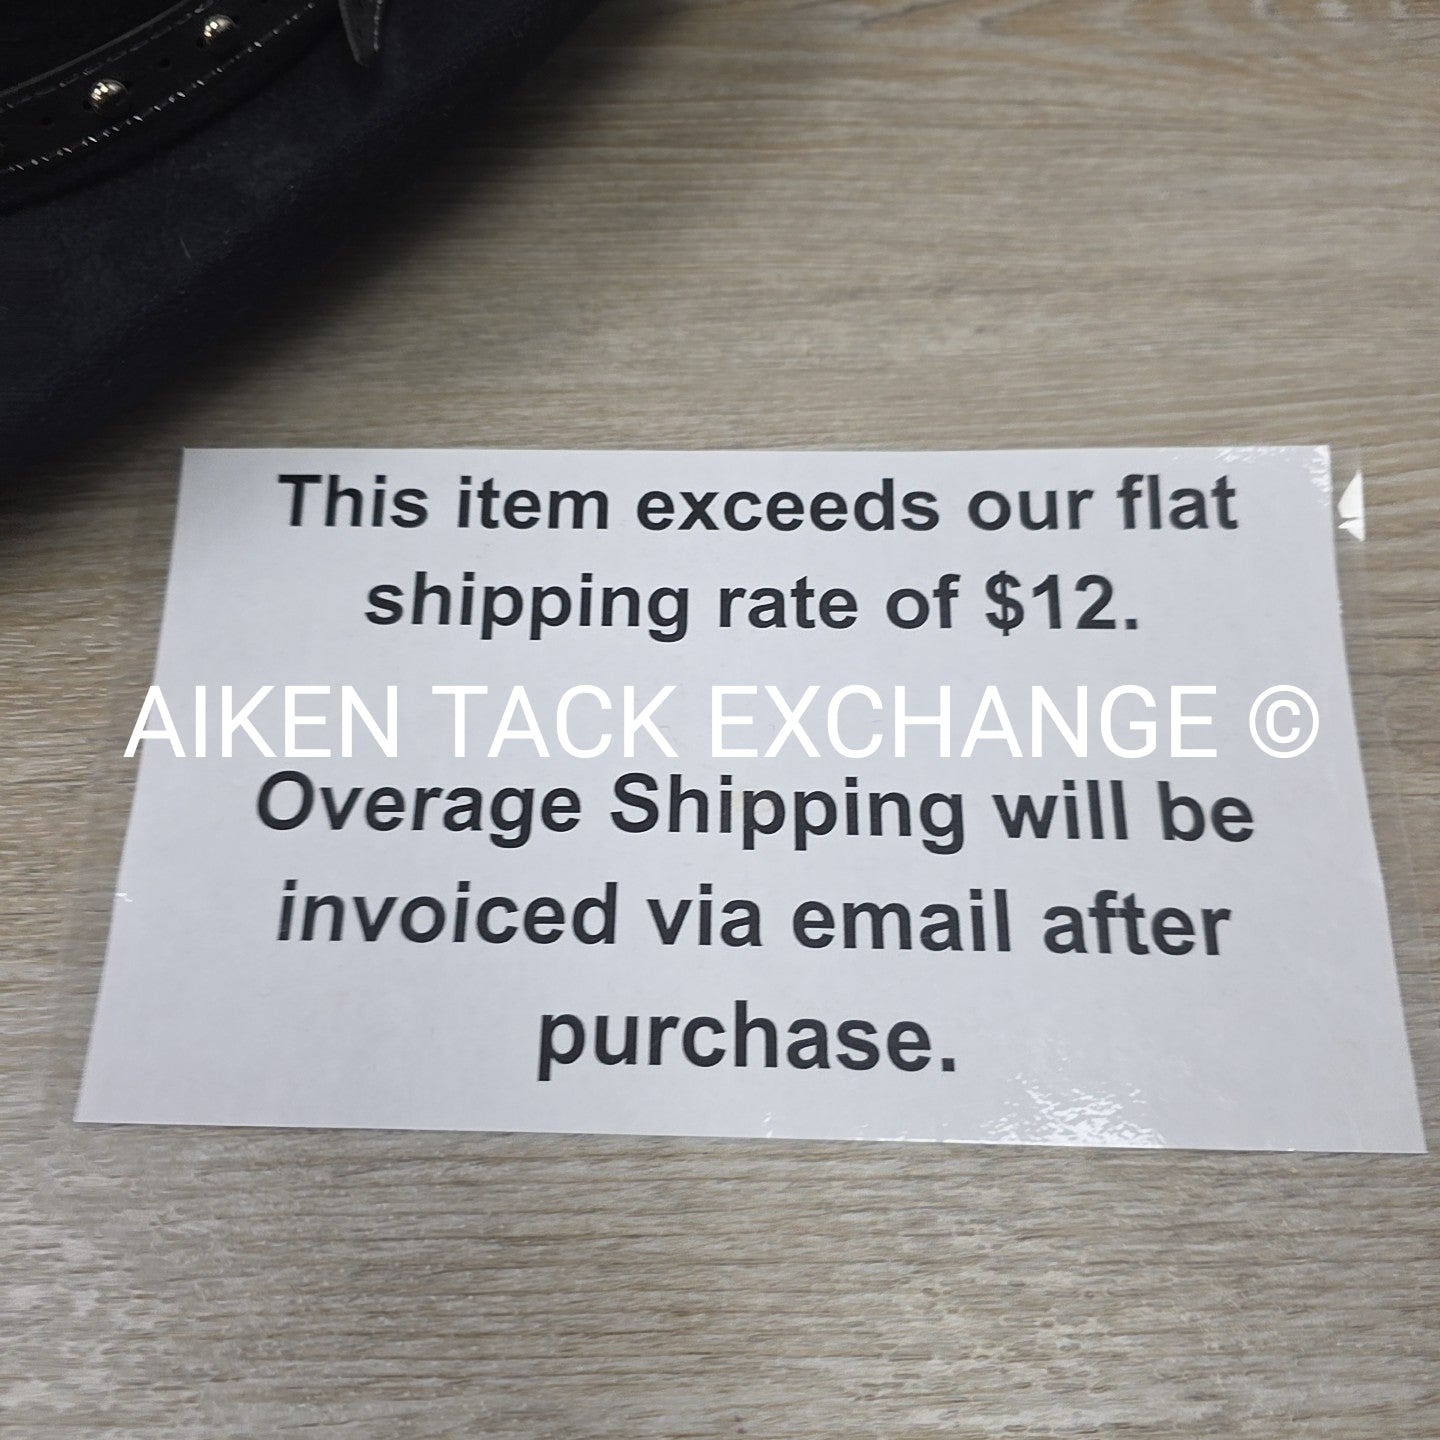 This item exceeds our flat
shipping rate of $12.
AIKEN TACK EXCHANGE ©
Overage Shipping will be
invoiced via email after
purchase.